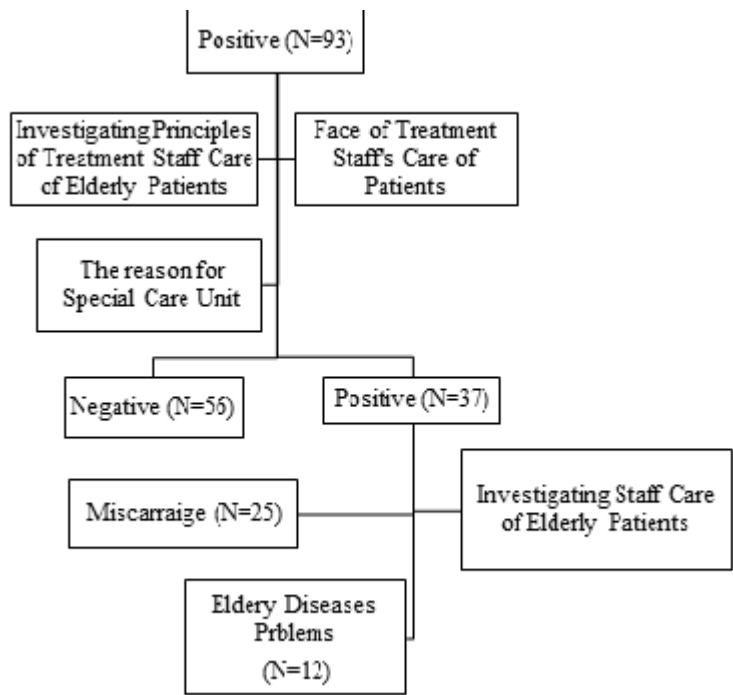 Positive (N=93)
Investigating Principles
of Treatment Staff Care
of Elderly Patients
Face of Treatment
Staff's Care of
Patients
The reason for
Special Care Unit
Negative (N=56)
Positive (N=37)
Miscarraige (N=25)
Investigating Staff Care
of Elderly Patients
Eldery Diseases
Prblems
(N=12)